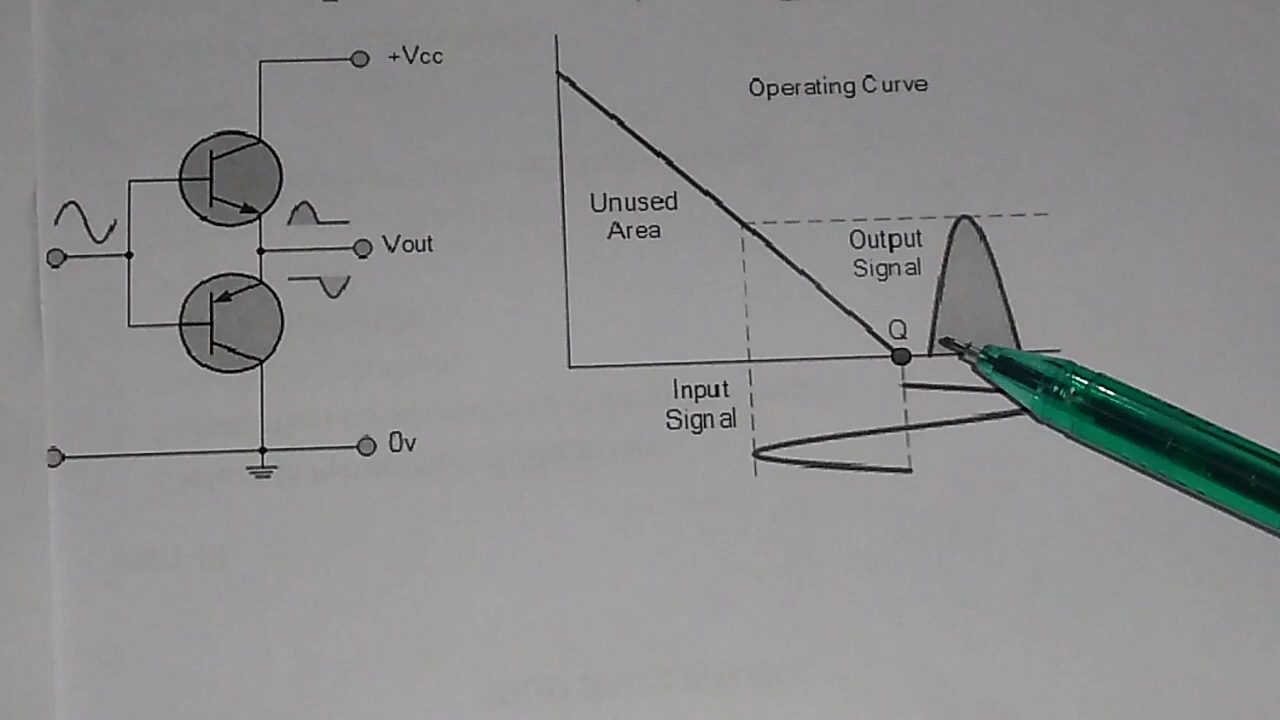 +Vcc
Operating Curve
Unused
Area
Vout
Output
Signal
Q
Input
Signal
0v